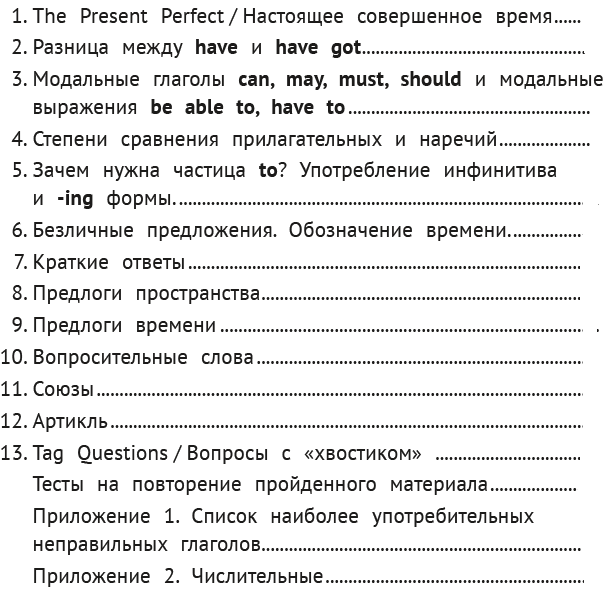 1. The Present Perfect / Настоящее совершенное время......
2. Разница между have и have got..............................................
3. Модальные глаголы can, may, must, should и модальные
выражения be able to, have to.................................................
4. Степени сравнения прилагательных и наречий..................
5. Зачем нужна частица to? Употребление инфинитива
и -ing формы...................................................................................
6. Безличные предложения. Обозначение времени..............
7. Краткие ответы................................................................................
8. Предлоги пространства................................................................
9. Предлоги времени.........................................................................
10. Вопросительные слова.................................................................
11. Союзы.................................................................................................
12. Артикль..............................................................................................
13. Tag Questions / Вопросы с «хвостиком» .............................
Тесты на повторение пройденного материала.................
Приложение 1. Список наиболее употребительных
неправильных глаголов................................................................
Приложение 2. Числительные....................................................